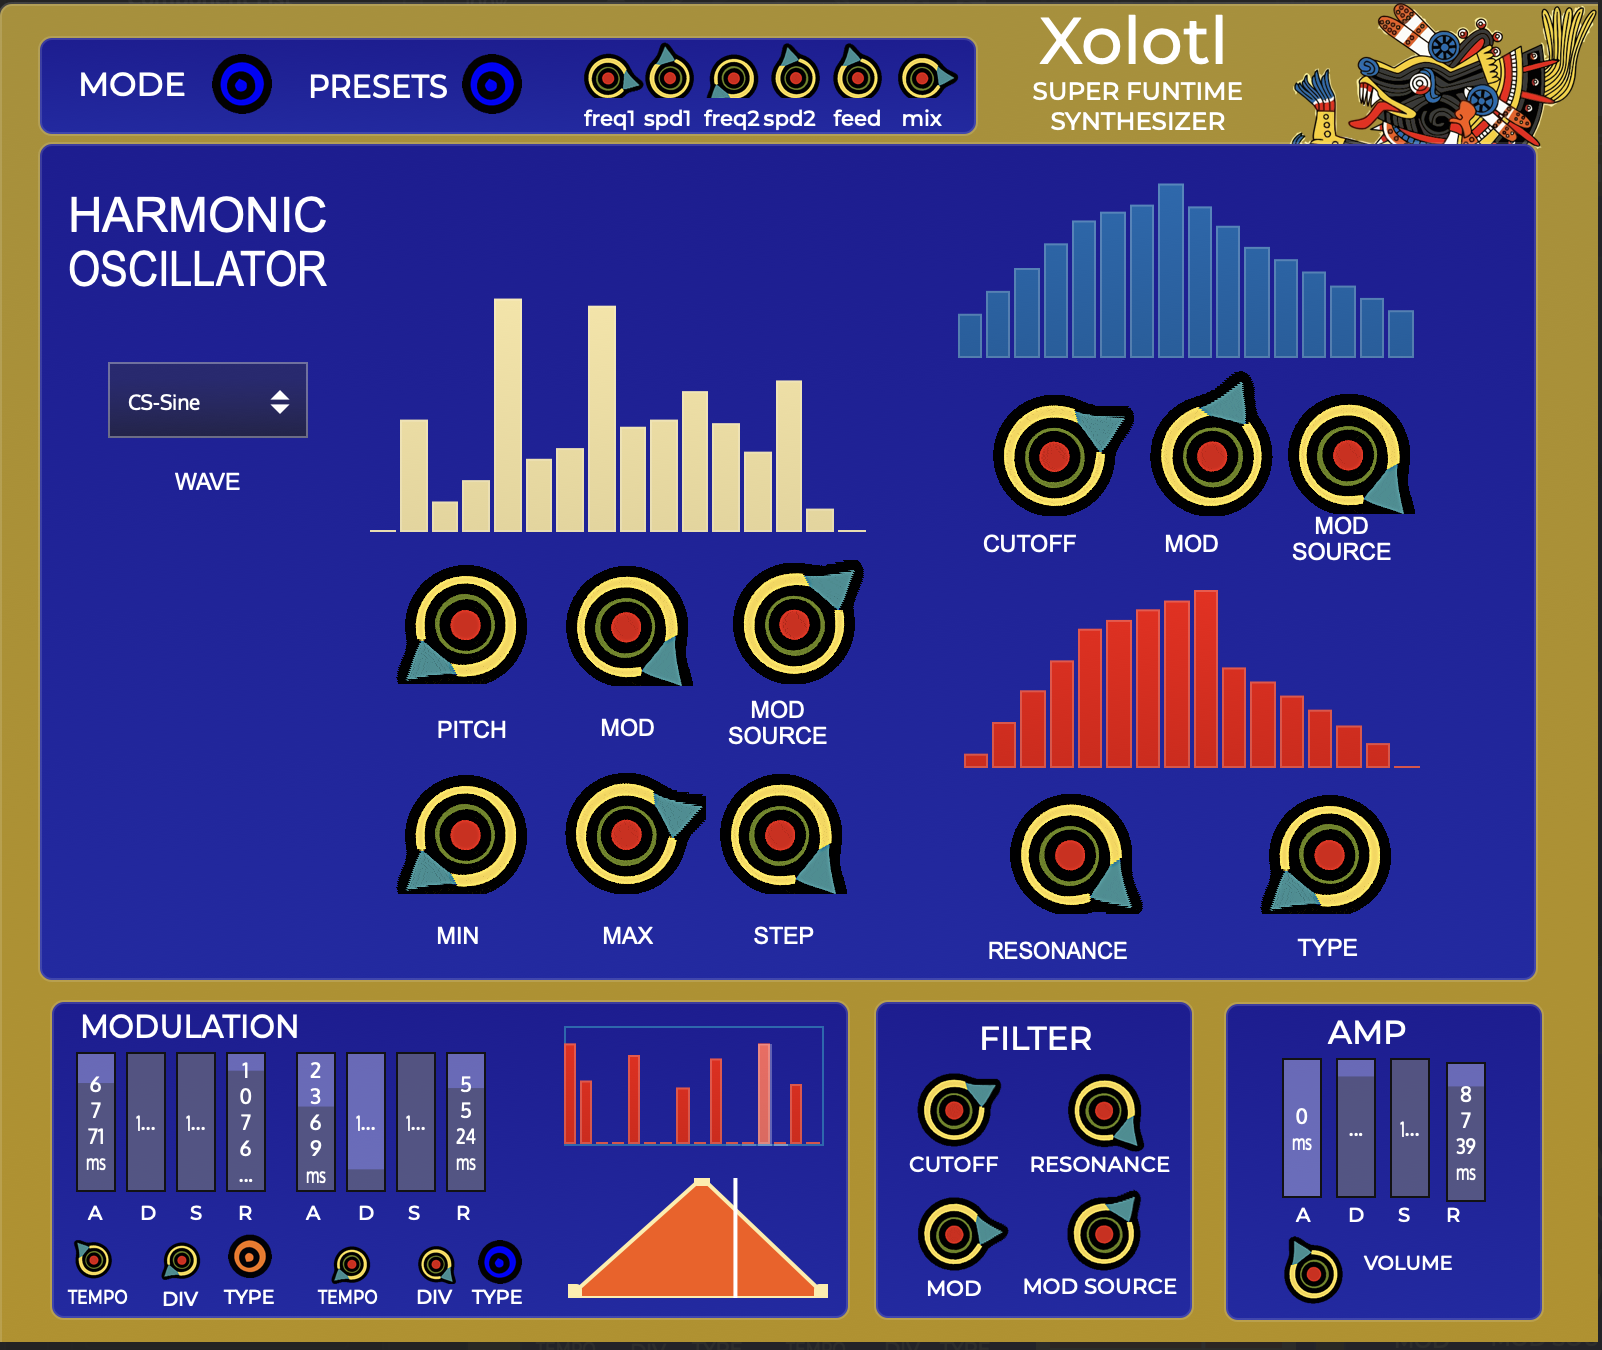 MODE
PRESETS
freq1 spd1 freq2 spd2 feed mix
Xolotl
SUPER FUNTIME
SYNTHESIZER
HARMONIC
OSCILLATOR
CS-Sine
WAVE
PITCH
MOD
MOD
SOURCE
MIN
MAX
STEP
CUTOFF
MOD
MOD
SOURCE
RESONANCE
TYPE
MODULATION
6
7
71
ms
1...
1...
1
0
7
6
...
2
3
6
9
ms
1...
1...
5
5
24
ms
A D S R
A D S R
TEMPO DIV TYPE
TEMPO DIV TYPE
FILTER
CUTOFF RESONANCE
MOD MOD SOURCE
AMP
0
ms
...
1...
8
7
39
ms
A D S R
VOLUME